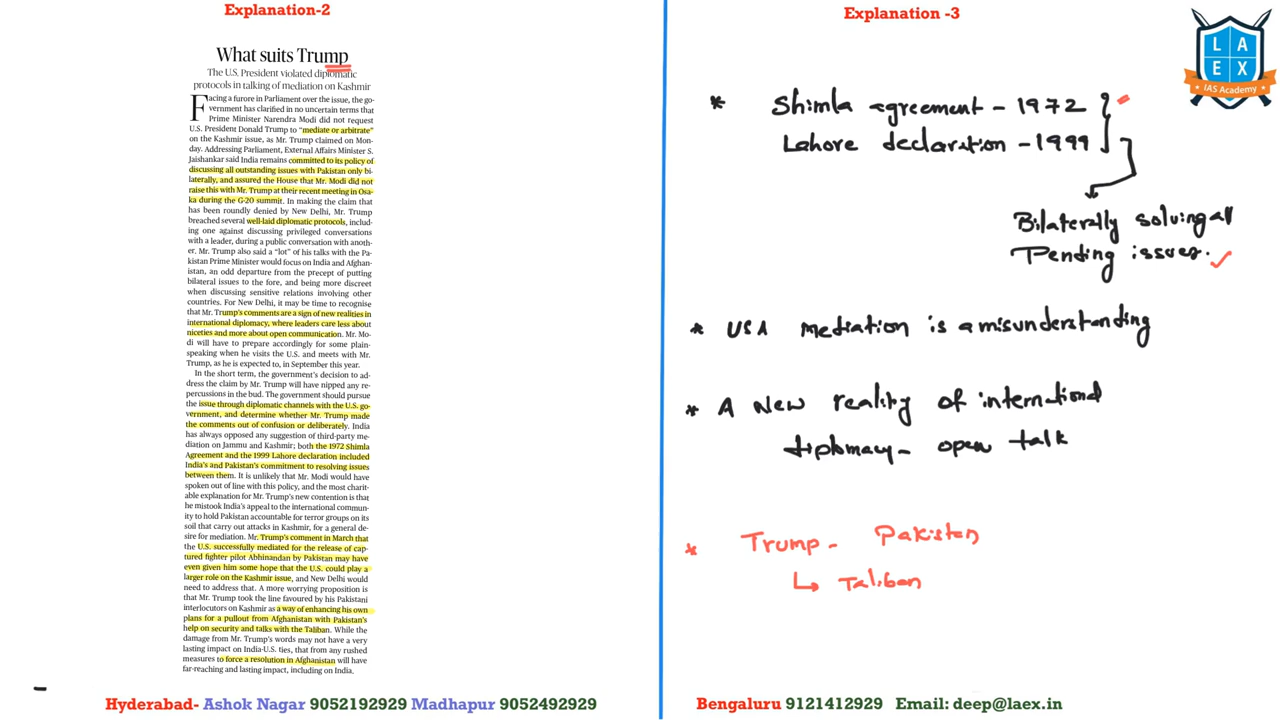 Explanation-2
What suits Trump
The U.S. President violated diplomatic
protocols in talking of mediation on Kashmir
Facing a furore in Parliament over the issue, the go-
vernment has clarified in no uncertain terms that
Prime Minister Narendra Modi did not request
U.S. President Donald Trump to "mediate or arbitrate"
on the Kashmir issue, as Mr. Trump claimed on Mon-
day. Addressing Parliament, External Affairs Minister S.
Jaishankar said India remains committed to its policy of
discussing all outstanding issues with Pakistan only bi-
laterally, and assured the House that Mr. Modi did not
raise this with Mr. Trump at their recent meeting in Osa-
ka during the G-20 summit. In making the claim that
has been roundly denied by New Delhi, Mr. Trump
breached several well-laid diplomatic protocols, includ-
ing one against discussing privileged conversations
with a leader, during a public conversation with anoth-
er. Mr. Trump also said a "lot" of his talks with the Pa-
kistan Prime Minister would focus on India and Afghan-
istan, an odd departure from the precept of putting
bilateral issues to the fore, and being more discreet
when discussing sensitive relations involving other
countries. For New Delhi, it may be time to recognise
that Mr. Trump's comments are a sign of new realities in
international diplomacy, where leaders care less about
niceties and more about open communication. Mr. Mo-
di will have to prepare accordingly for some plain-
speaking when he visits the U.S. and meets with Mr.
Trump, as he is expected to, in September this year.
In the short term, the government's decision to ad-
dress the claim by Mr. Trump will have nipped any re-
percussions in the bud. The government should pursue
the issue through diplomatic channels with the U.S. go-
vernment, and determine whether Mr. Trump made
the comments out of confusion or deliberately. India
has always opposed any suggestion of third-party me-
diation on Jammu and Kashmir; both the 1972 Shimla
Agreement and the 1999 Lahore declaration included
India's and Pakistan's commitment to resolving issues
between them. It is unlikely that Mr. Modi would have
spoken out of line with this policy, and the most charit-
able explanation for Mr. Trump's new contention is that
he mistook India's appeal to the international commun-
ity to hold Pakistan accountable for terror groups on its
soil that carry out attacks in Kashmir, for a general de-
sire for mediation. Mr. Trump's comment in March that
the U.S. successfully mediated for the release of cap-
tured fighter pilot Abhinandan by Pakistan may have
even given him some hope that the U.S. could play a
larger role on the Kashmir issue, and New Delhi would
need to address that. A more worrying proposition is
that Mr. Trump took the line favoured by his Pakistani
interlocutors on Kashmir as a way of enhancing his own
plans for a pullout from Afghanistan with Pakistan's
help on security and talks with the Taliban. While the
damage from Mr. Trump's words may not have a very
lasting impact on India-U.S. ties, that from any rushed
measures to force a resolution in Afghanistan will have
far-reaching and lasting impact, including on India.
Explanation -3
* Shimla agreement - 1972
Lahore declaration - 1999
Bilaterally solving all
Pending issues.
* USA mediation is a misunderstanding
* A New reality of international
diplomacy - open talk
* Trump - Pakistan
↳ Taliban
L A
E X
IAS Academy
Hyderabad- Ashok Nagar 9052192929 Madhapur 9052492929
Bengaluru 9121412929 Email: deep@laex.in